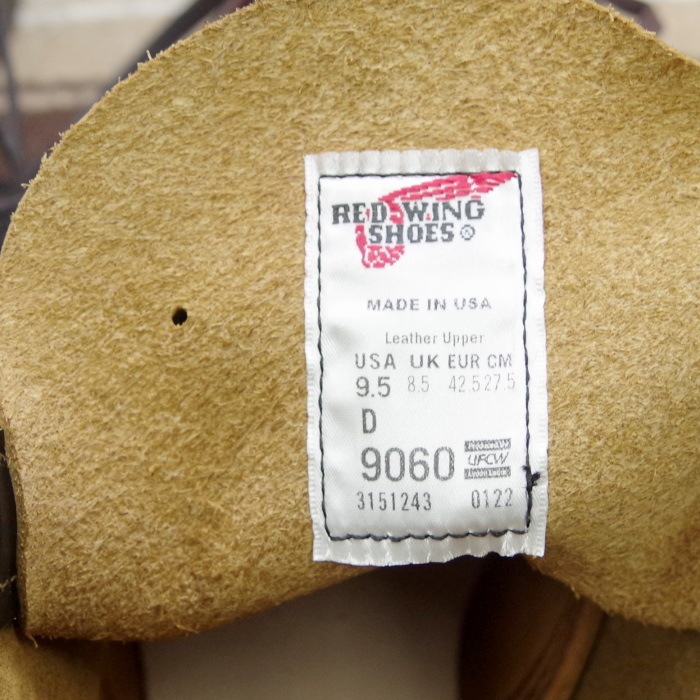 RED WING
SHOES ®
MADE IN USA
Leather Upper
USA UK EUR CM
9.5 8.5 42.5 27.5
D
9060
UFCW
3151243 0122